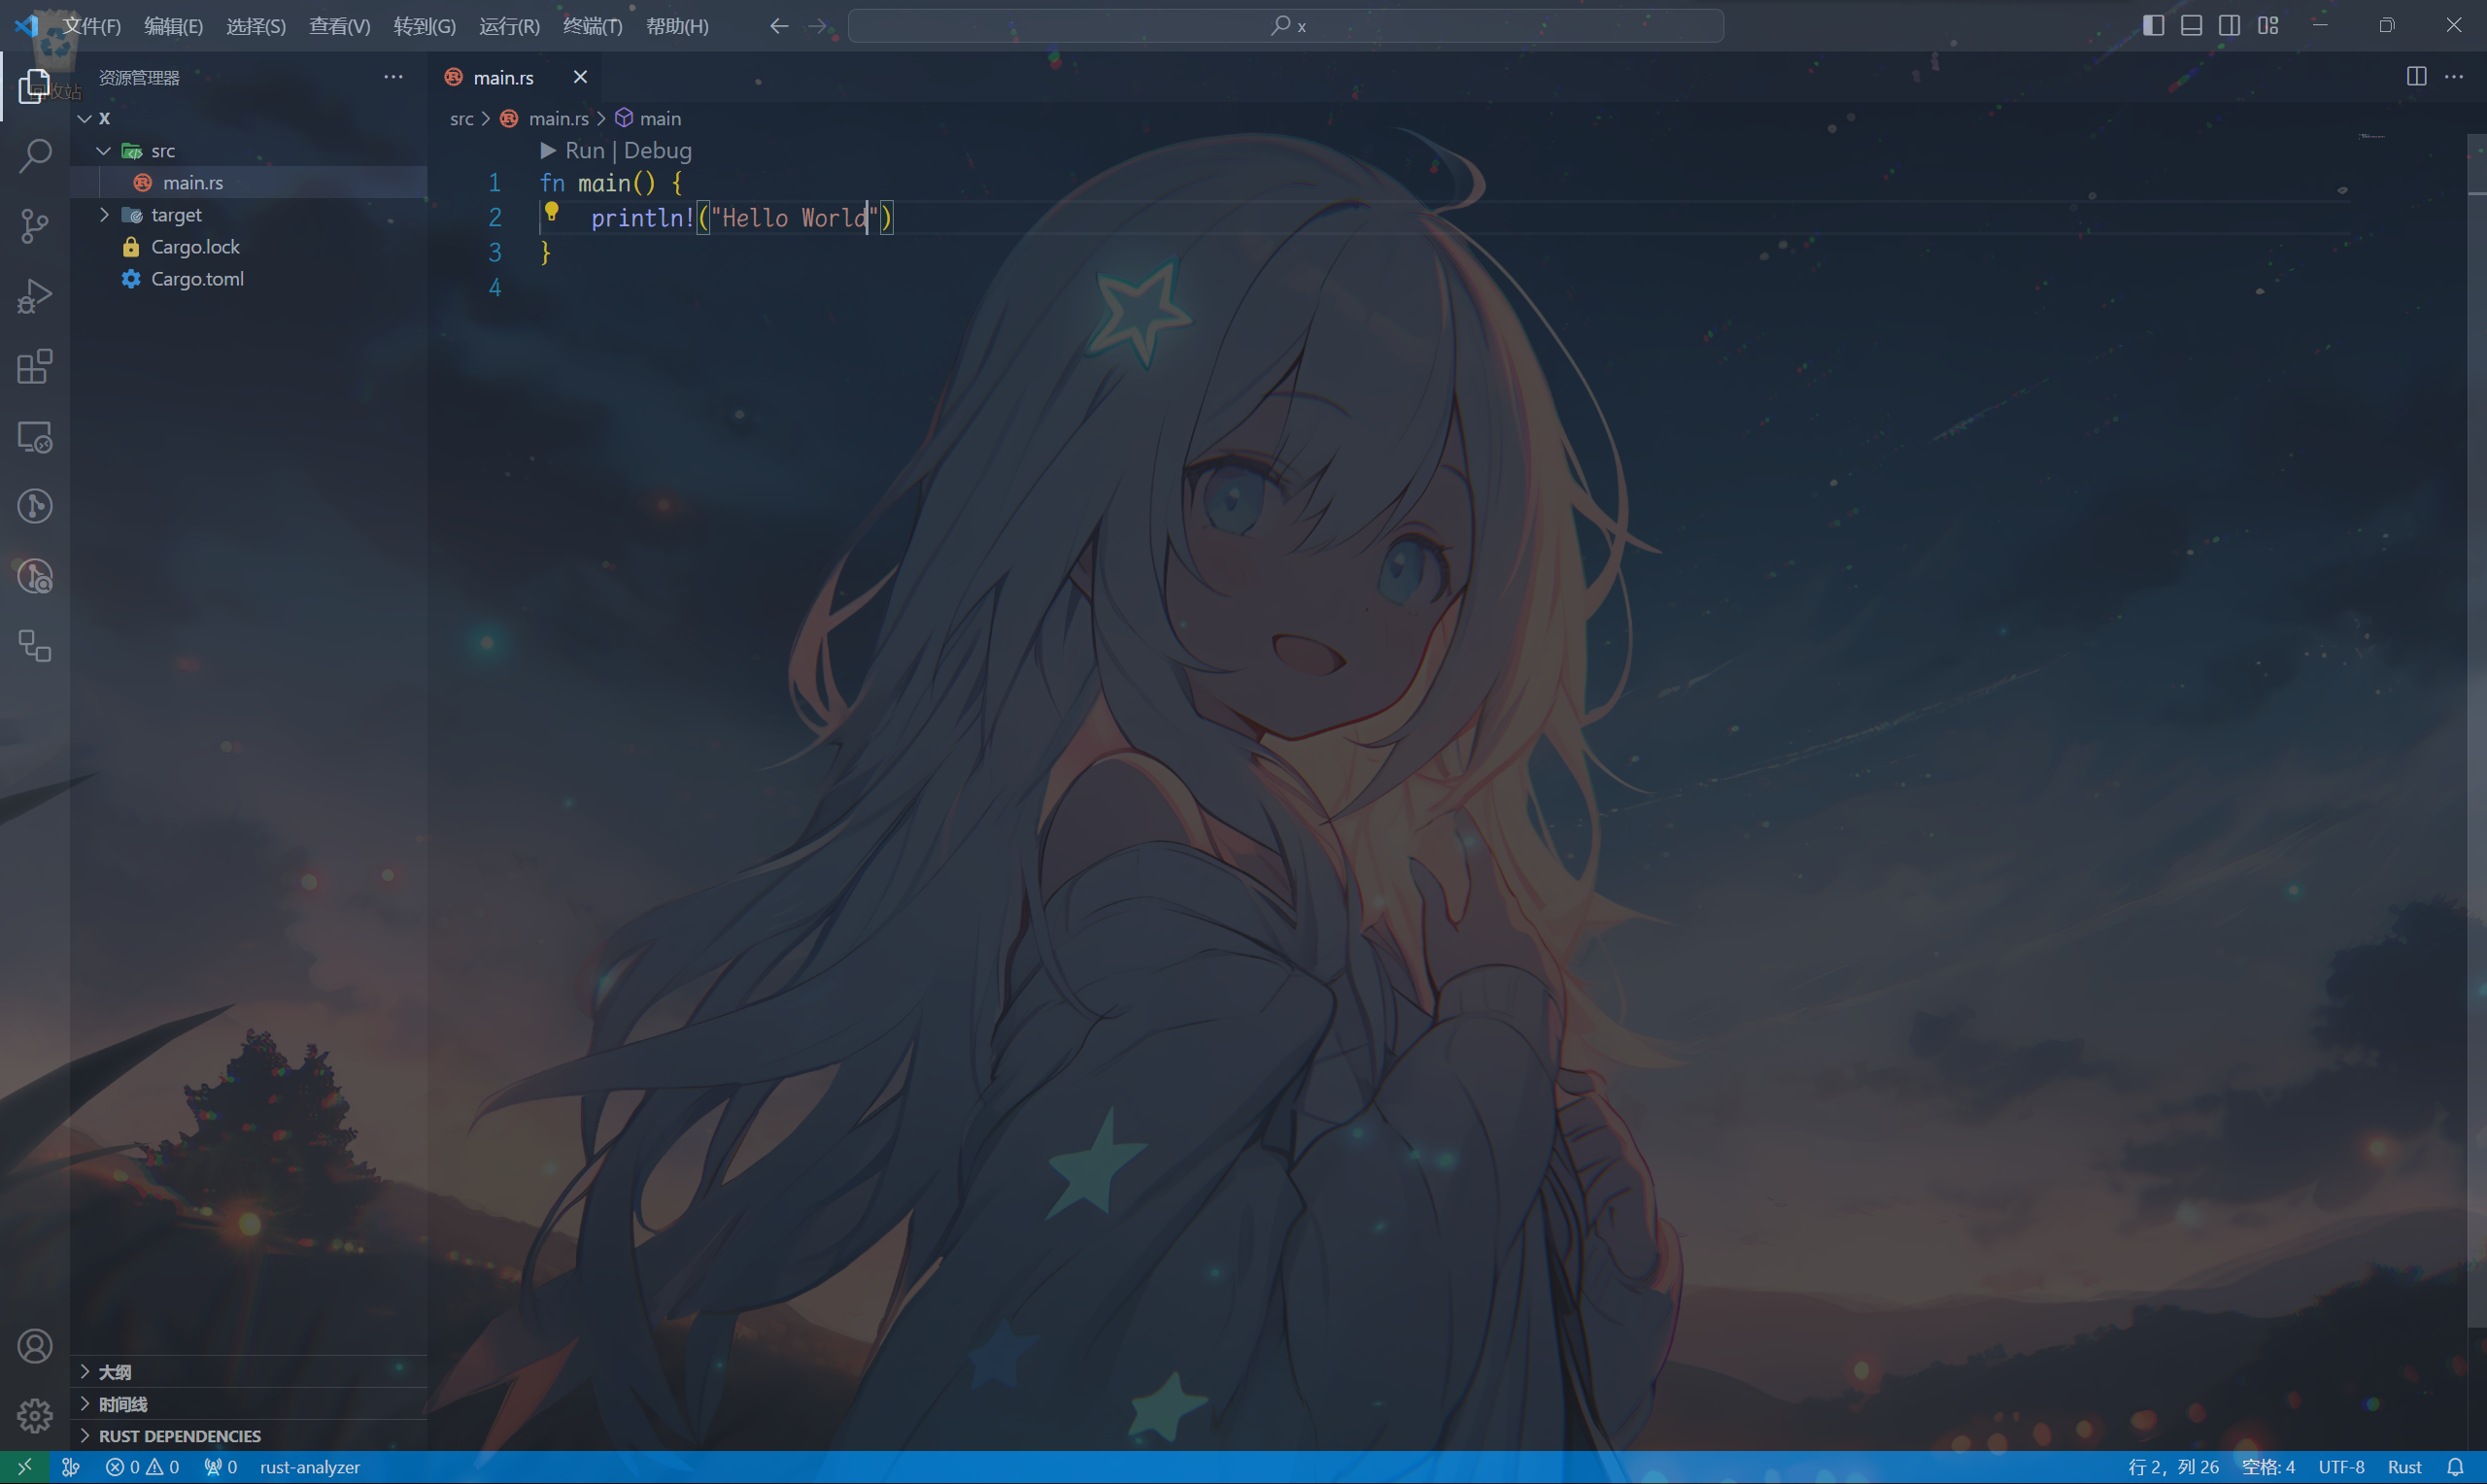 文件(F) 编辑(E) 选择(S) 查看(V) 转到(G) 运行(R) 终端(T) 帮助(H) x
回收站
资源管理器
X
src
main.rs
target
Cargo.lock
Cargo.toml
大纲
时间线
RUST DEPENDENCIES
main.rs
src > main.rs > main
Run | Debug
1 fn main() {
2 println!("Hello World")
3 }
4
0 0 0 rust-analyzer 行 2，列 26 空格: 4 UTF-8 Rust